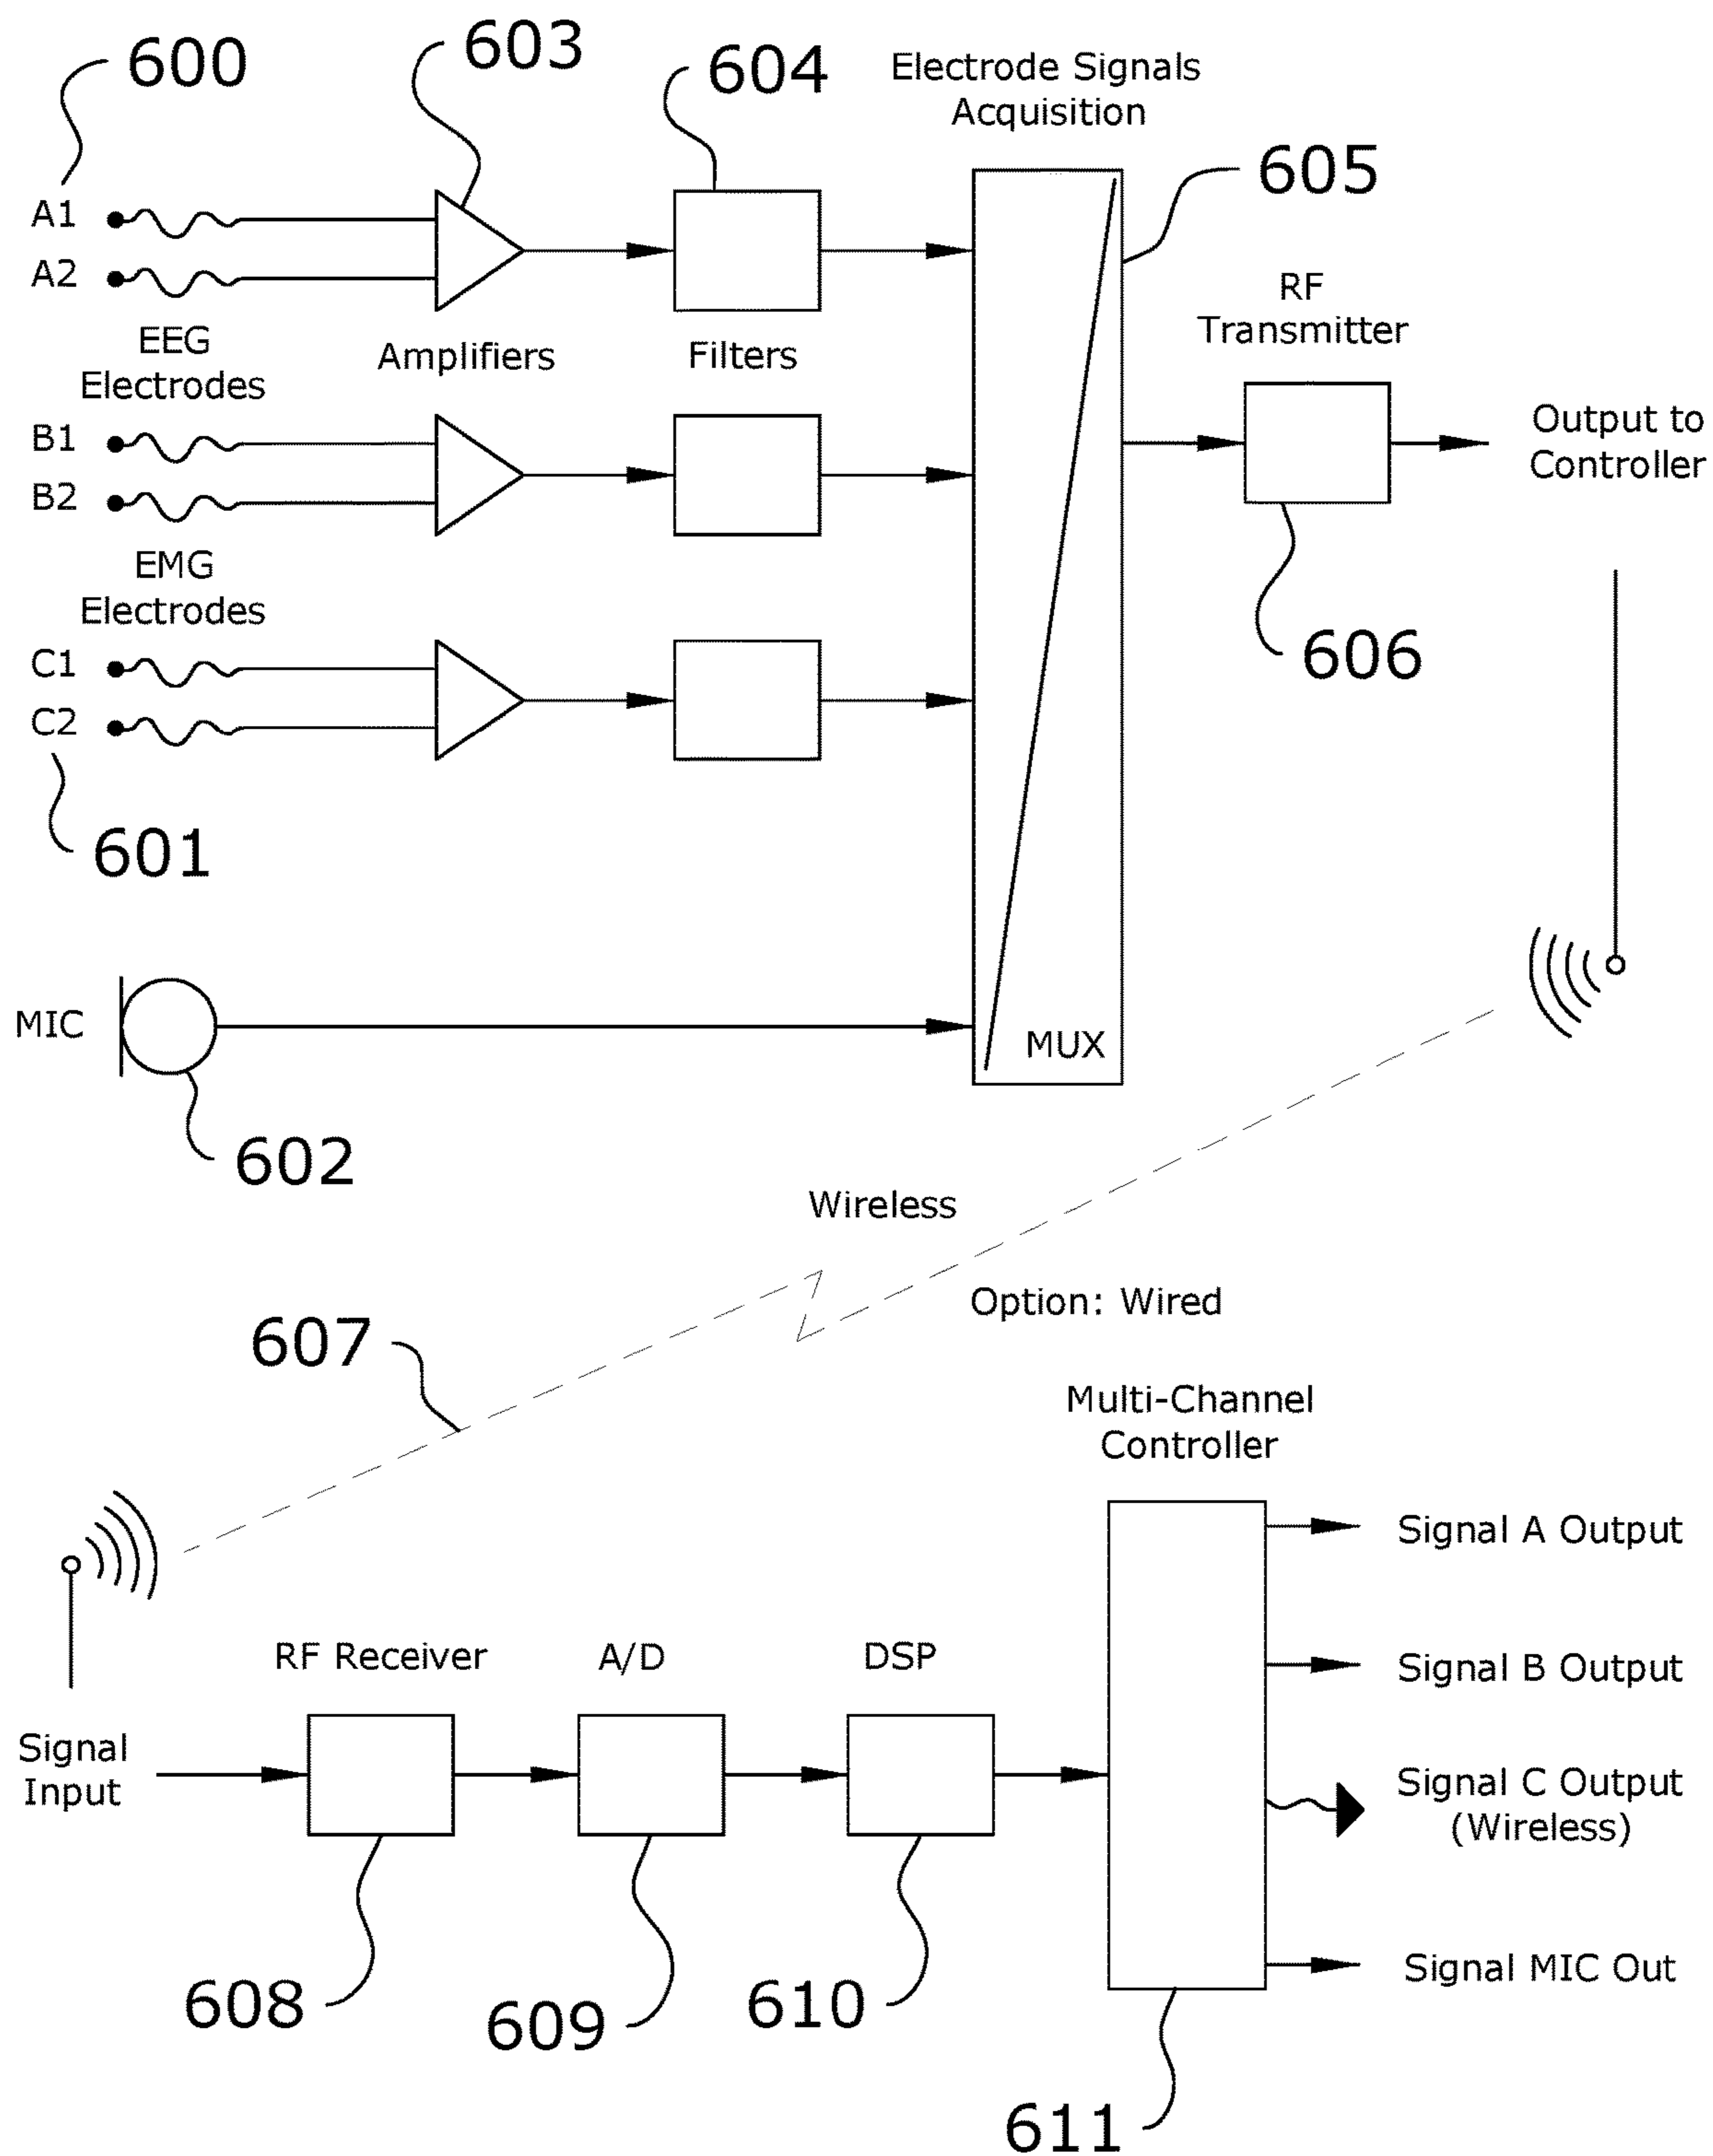 600
603
604
Electrode Signals
Acquisition
605
A1
A2
RF
Transmitter
EEG
Electrodes
Amplifiers
Filters
Output to
Controller
B1
B2
EMG
Electrodes
606
C1
C2
601
MIC
MUX
602
Wireless
Option: Wired
607
Multi-Channel
Controller
Signal A Output
RF Receiver
A/D
DSP
Signal B Output
Signal
Input
Signal C Output
(Wireless)
Signal MIC Out
608
609
610
611